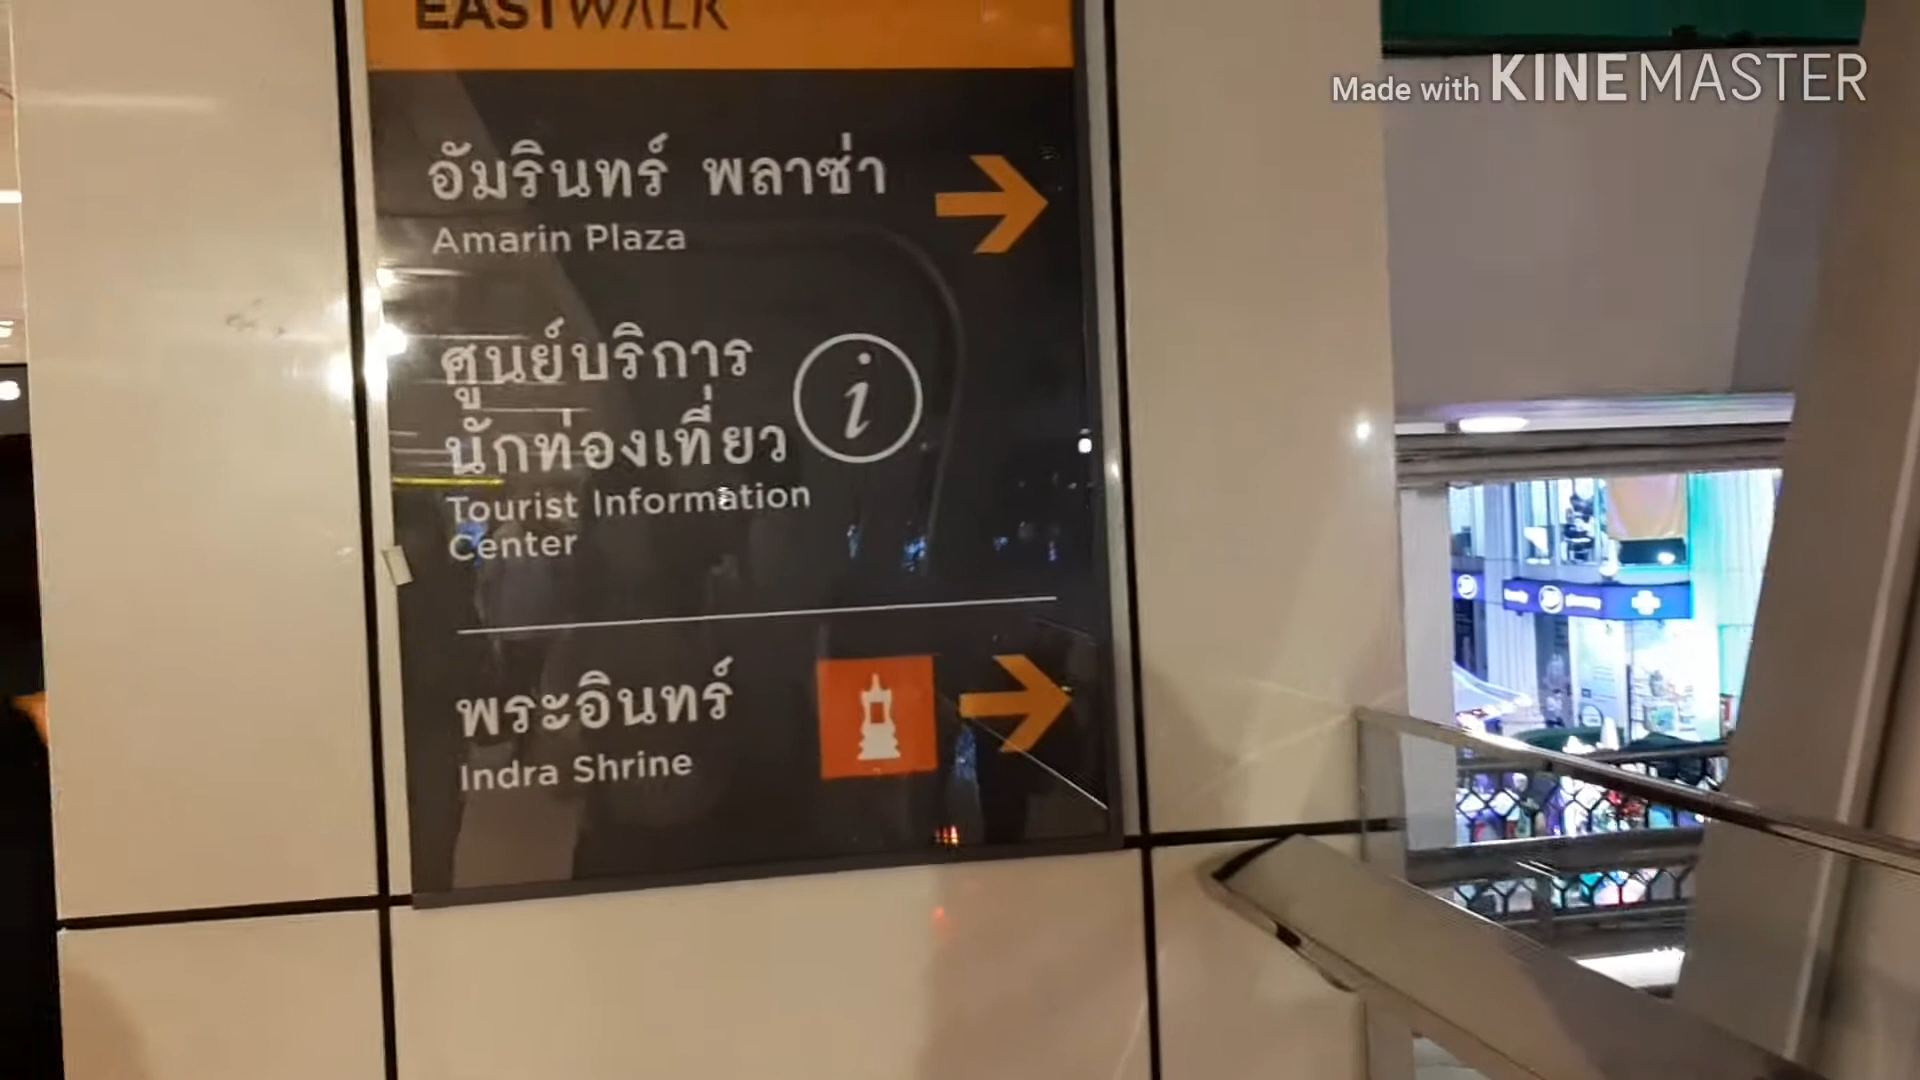 EASTWALK
Made with KINEMASTER
อัมรินทร์ พลาซ่า
Amarin Plaza
ศูนย์บริการ
นักท่องเที่ยว
i
Tourist Information
Center
พระอินทร์
Indra Shrine